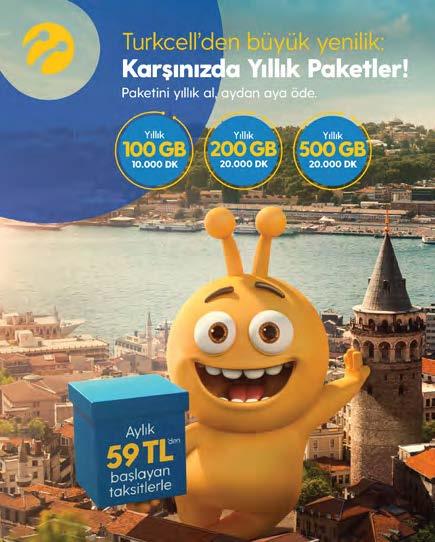 Turkcell'den büyük yenilik:
Karşınızda Yıllık Paketler!
Paketini yıllık al, aydan aya öde.
Yıllık
100 GB
10.000 DK
Yıllık
200 GB
20.000 DK
Yıllık
500 GB
20.000 DK
Aylık
59 TL'den
başlayan
taksitlerle